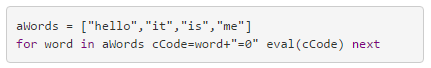 aWords = ["hello","it","is","me"]
for word in aWords cCode=word+"=0" eval(cCode) next